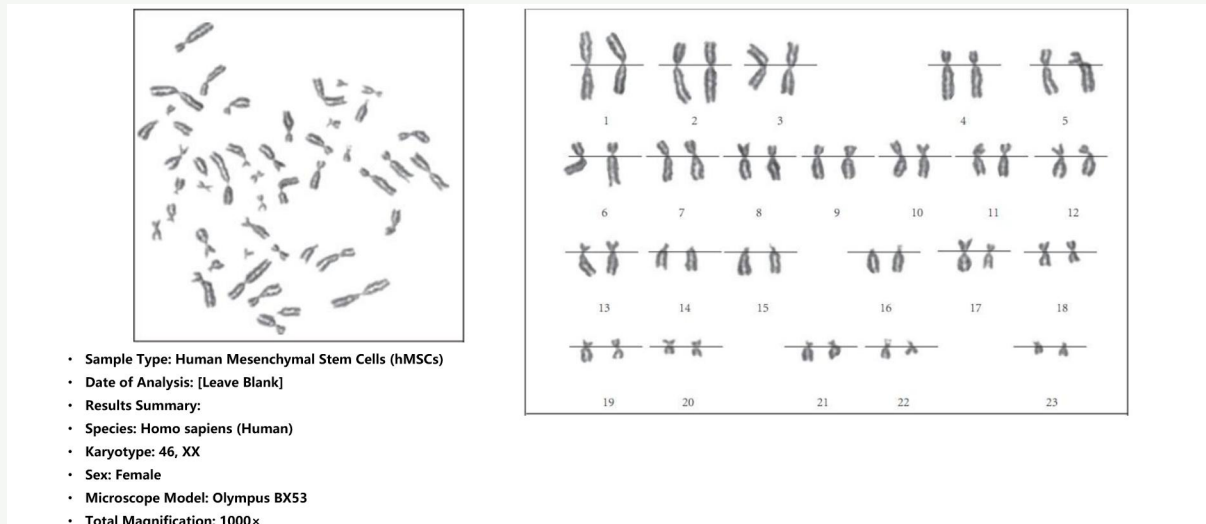 1 2 3 4 5
6 7 8 9 10 11 12
13 14 15 16 17 18
19 20 21 22 23
• Sample Type: Human Mesenchymal Stem Cells (hMSCs)
• Date of Analysis: [Leave Blank]
• Results Summary:
• Species: Homo sapiens (Human)
• Karyotype: 46, XX
• Sex: Female
• Microscope Model: Olympus BX53
• Total Magnification: 1000×